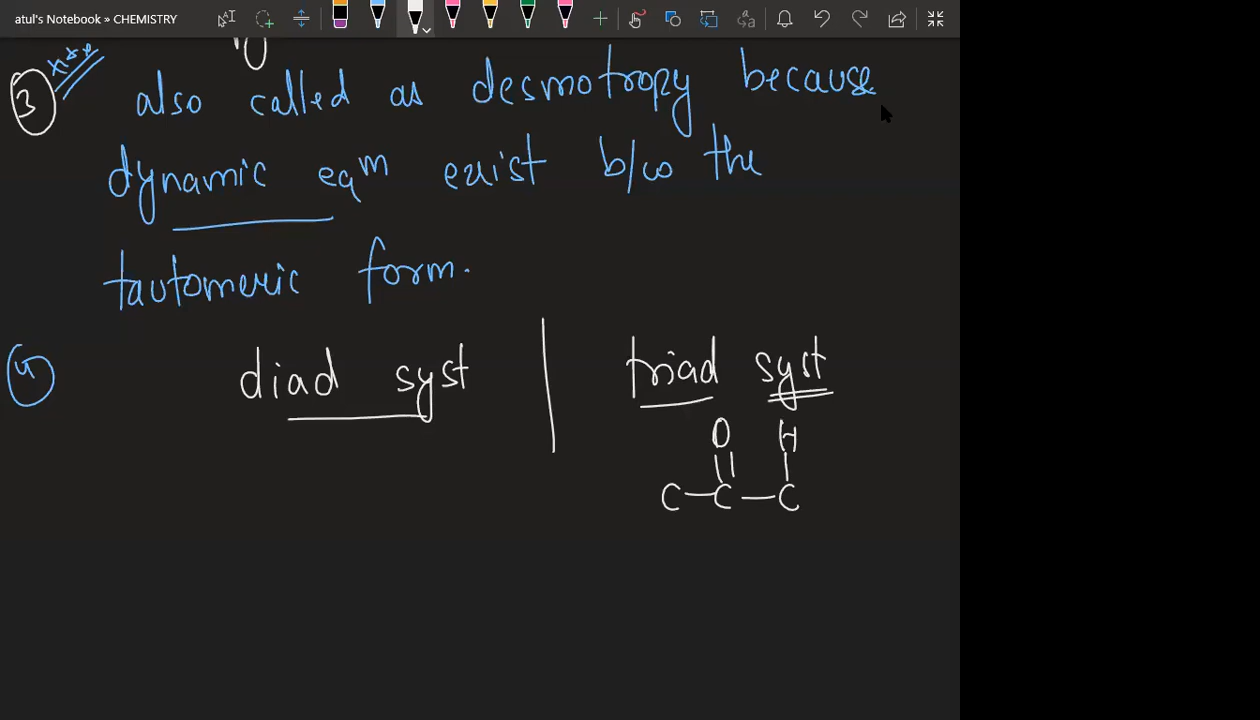 atul's Notebook » CHEMISTRY
3 also called as desmotropy because
dynamic eqm exist b/w the
tautomeric form.
4 diad syst | triad syst
O H
C—C—C